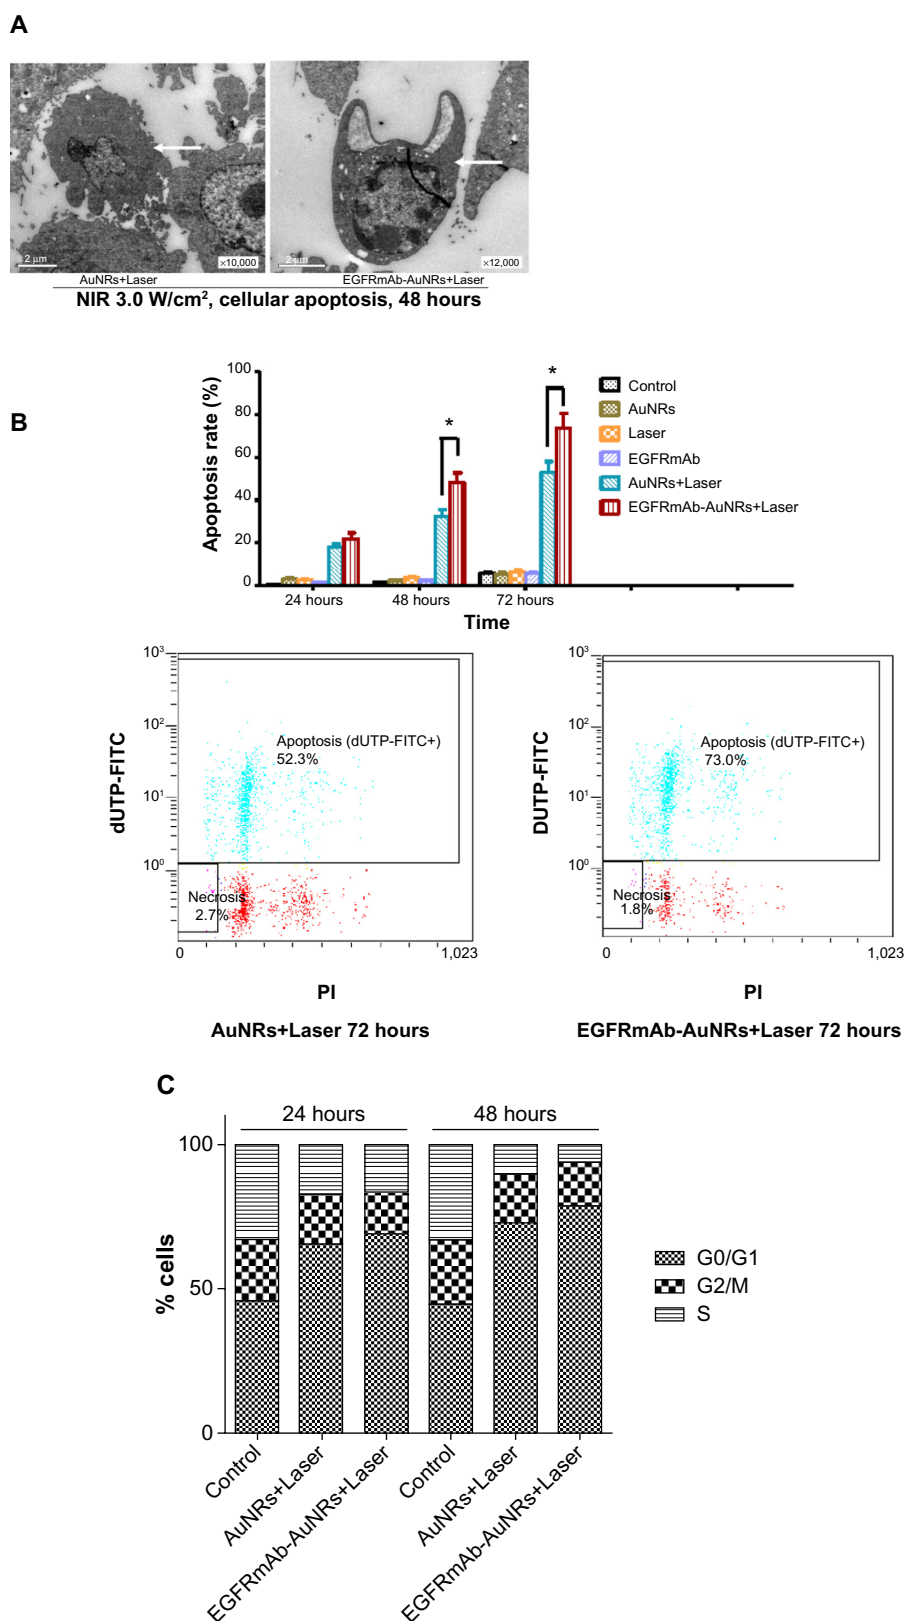 A
2 µm
×10,000
2 µm
×12,000
AuNRs+Laser
EGFRmAb-AuNRs+Laser
NIR 3.0 W/cm², cellular apoptosis, 48 hours
B
Apoptosis rate (%)
100
80
60
40
20
0
*
*
24 hours
48 hours
72 hours
Time
Control
AuNRs
Laser
EGFRmAb
AuNRs+Laser
EGFRmAb-AuNRs+Laser
dUTP-FITC
10³
10²
10¹
10⁰
Apoptosis (dUTP-FITC+)
52.3%
Necrosis
2.7%
0
1,023
PI
AuNRs+Laser 72 hours
DUTP-FITC
10³
10²
10¹
10⁰
Apoptosis (dUTP-FITC+)
73.0%
Necrosis
1.8%
0
1,023
PI
EGFRmAb-AuNRs+Laser 72 hours
C
24 hours
48 hours
% cells
100
50
0
Control
AuNRs+Laser
EGFRmAb-AuNRs+Laser
Control
AuNRs+Laser
EGFRmAb-AuNRs+Laser
G0/G1
G2/M
S